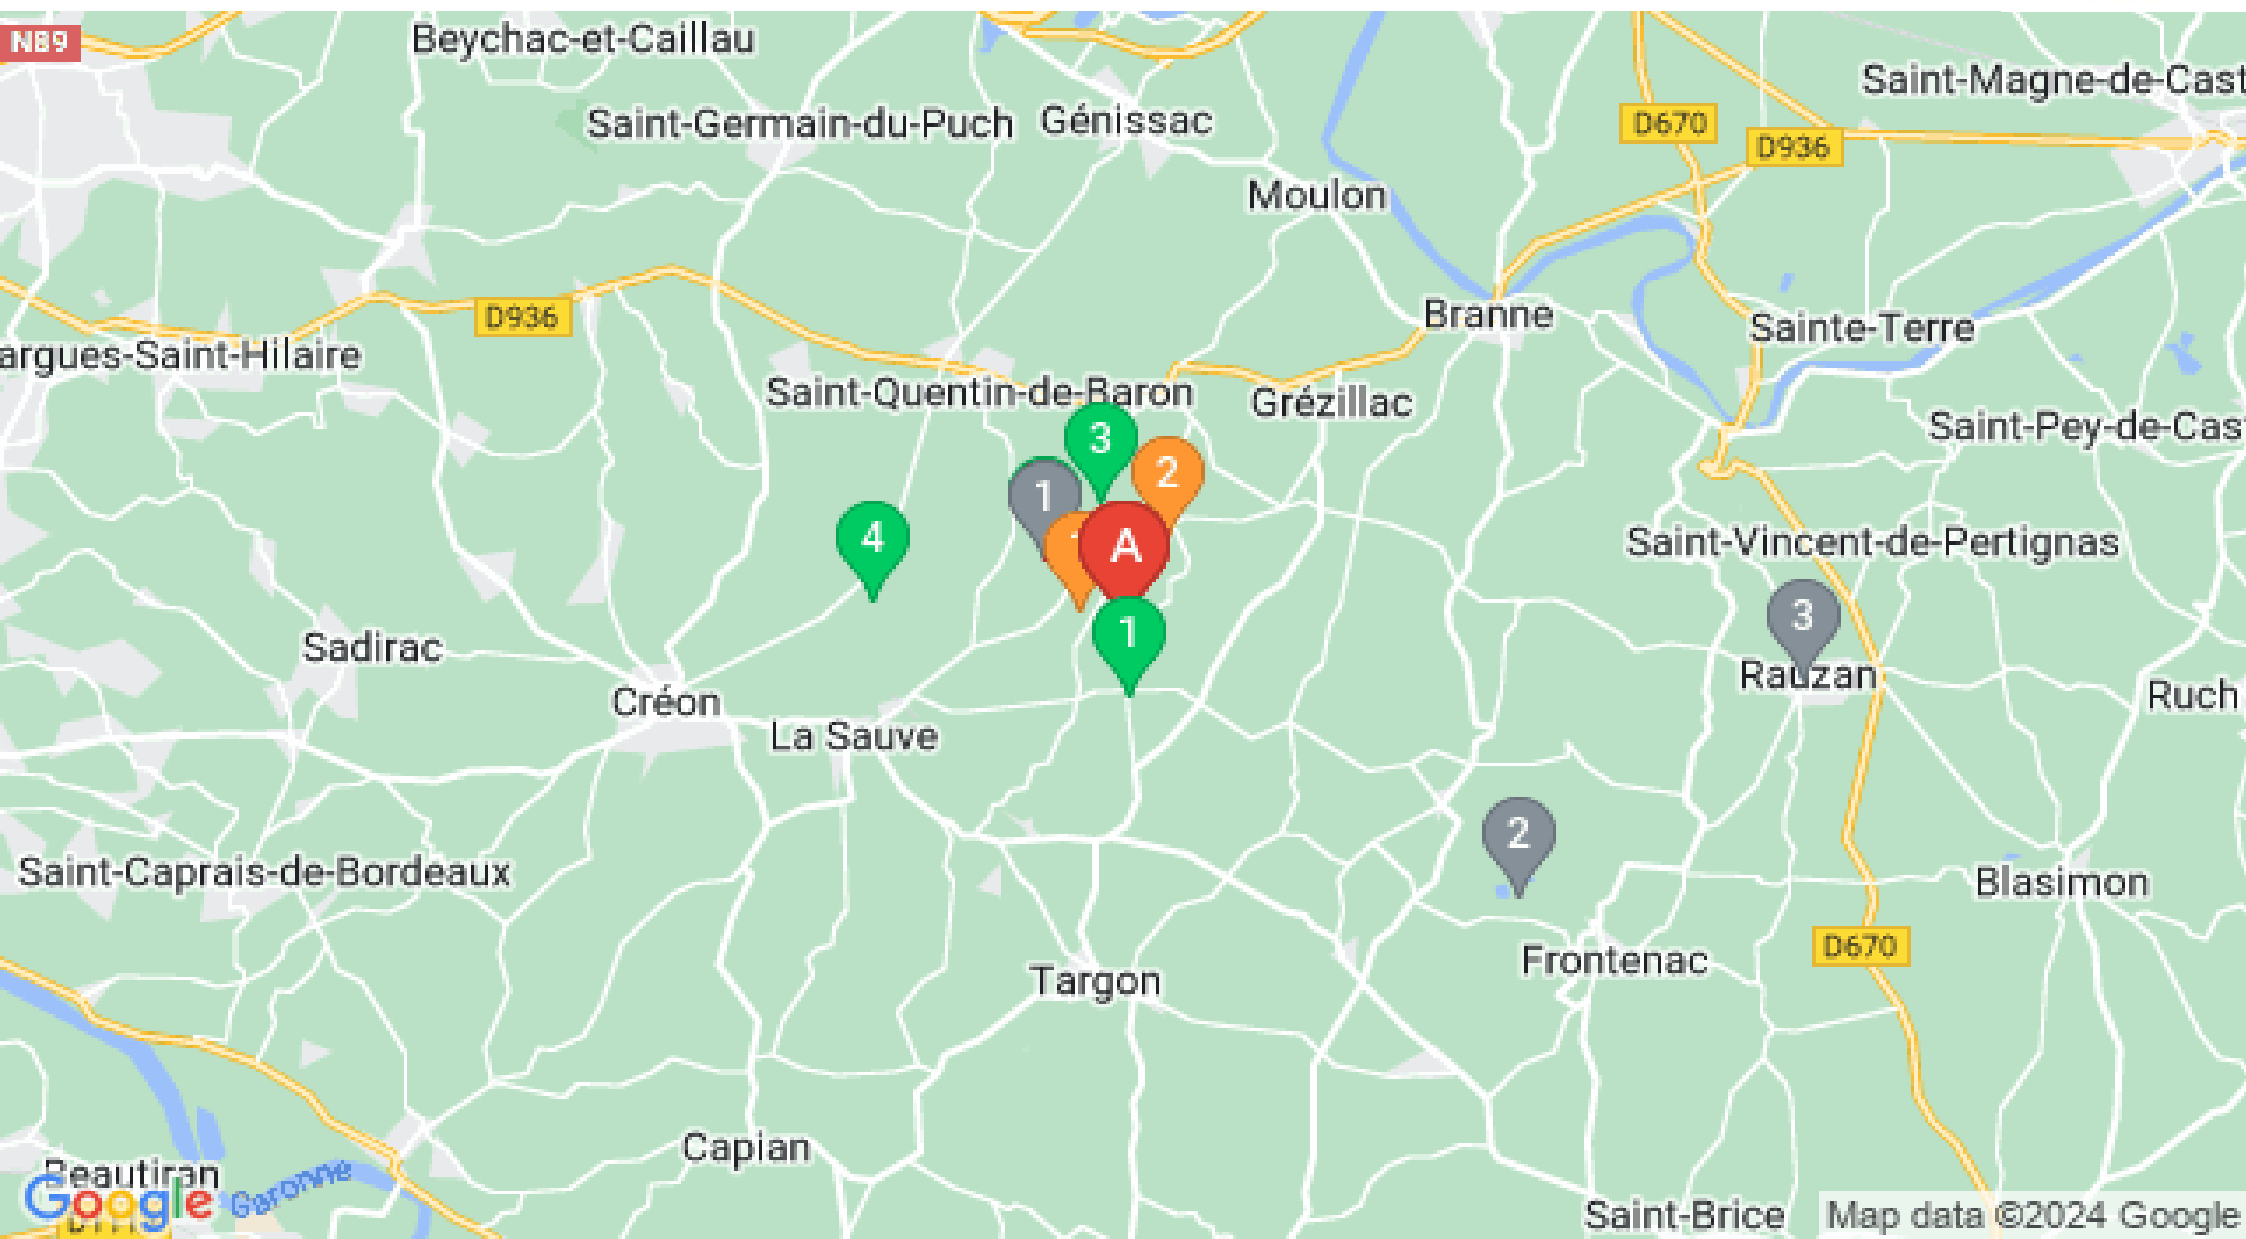 N89
Beychac-et-Caillau
Saint-Magne-de-Cast
Saint-Germain-du-Puch
Génissac
D670
D936
Moulon
D936
Branne
Sainte-Terre
argues-Saint-Hilaire
Saint-Quentin-de-Baron
Grézillac
Saint-Pey-de-Cas
3
2
1
4
A
Saint-Vincent-de-Pertignas
3
1
Sadirac
Rauzan
Créon
Ruch
La Sauve
2
Saint-Caprais-de-Bordeaux
Blasimon
D670
Frontenac
Targon
Capian
Beautiran
Garonne
Google
Saint-Brice
Map data ©2024 Google